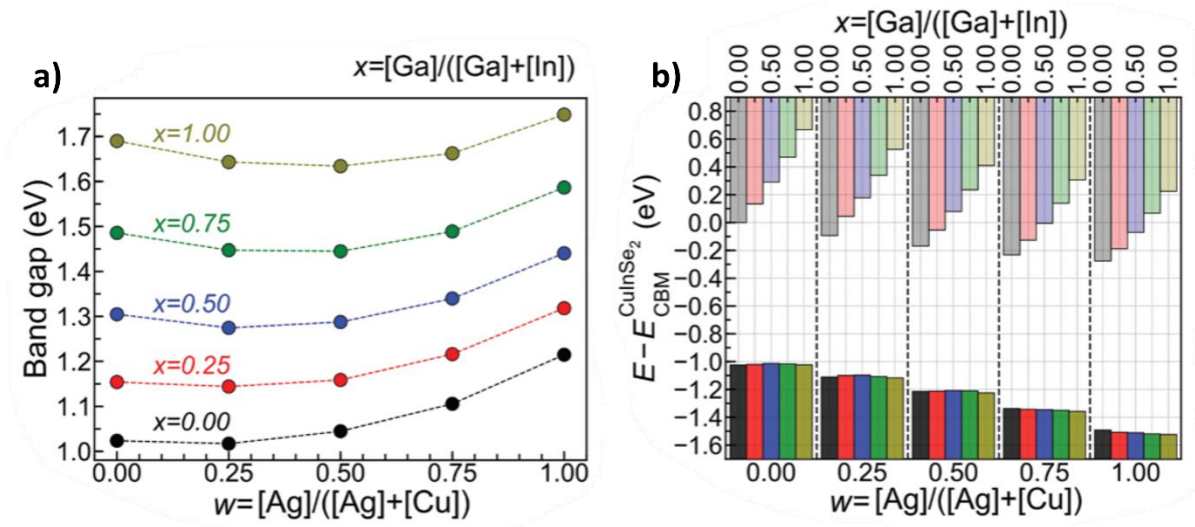 a)
x=[Ga]/([Ga]+[In])
Band gap (eV)
1.7
1.6
1.5
1.4
1.3
1.2
1.1
1.0
x=1.00
x=0.75
x=0.50
x=0.25
x=0.00
0.00 0.25 0.50 0.75 1.00
w=[Ag]/([Ag]+[Cu])
b)
x=[Ga]/([Ga]+[In])
0.00 0.50 1.00 0.00 0.50 1.00 0.00 0.50 1.00 0.00 0.50 1.00 0.00 0.50 1.00
E−E CuInSe2 CBM (eV)
0.8
0.6
0.4
0.2
0.0
−0.2
−0.4
−0.6
−0.8
−1.0
−1.2
−1.4
−1.6
0.00 0.25 0.50 0.75 1.00
w=[Ag]/([Ag]+[Cu])